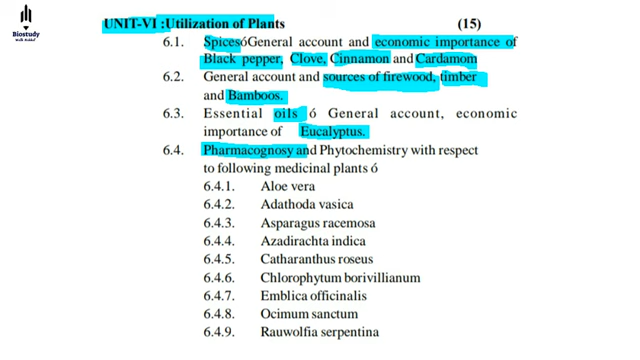 Biostudy
UNIT-VI :Utilization of Plants (15)
6.1. SpicesóGeneral account and economic importance of
Black pepper, Clove, Cinnamon and Cardamom
6.2. General account and sources of firewood, timber
and Bamboos.
6.3. Essential oils ó General account, economic
importance of Eucalyptus.
6.4. Pharmacognosy and Phytochemistry with respect
to following medicinal plants ó
6.4.1. Aloe vera
6.4.2. Adathoda vasica
6.4.3. Asparagus racemosa
6.4.4. Azadirachta indica
6.4.5. Catharanthus roseus
6.4.6. Chlorophytum borivillianum
6.4.7. Emblica officinalis
6.4.8. Ocimum sanctum
6.4.9. Rauwolfia serpentina